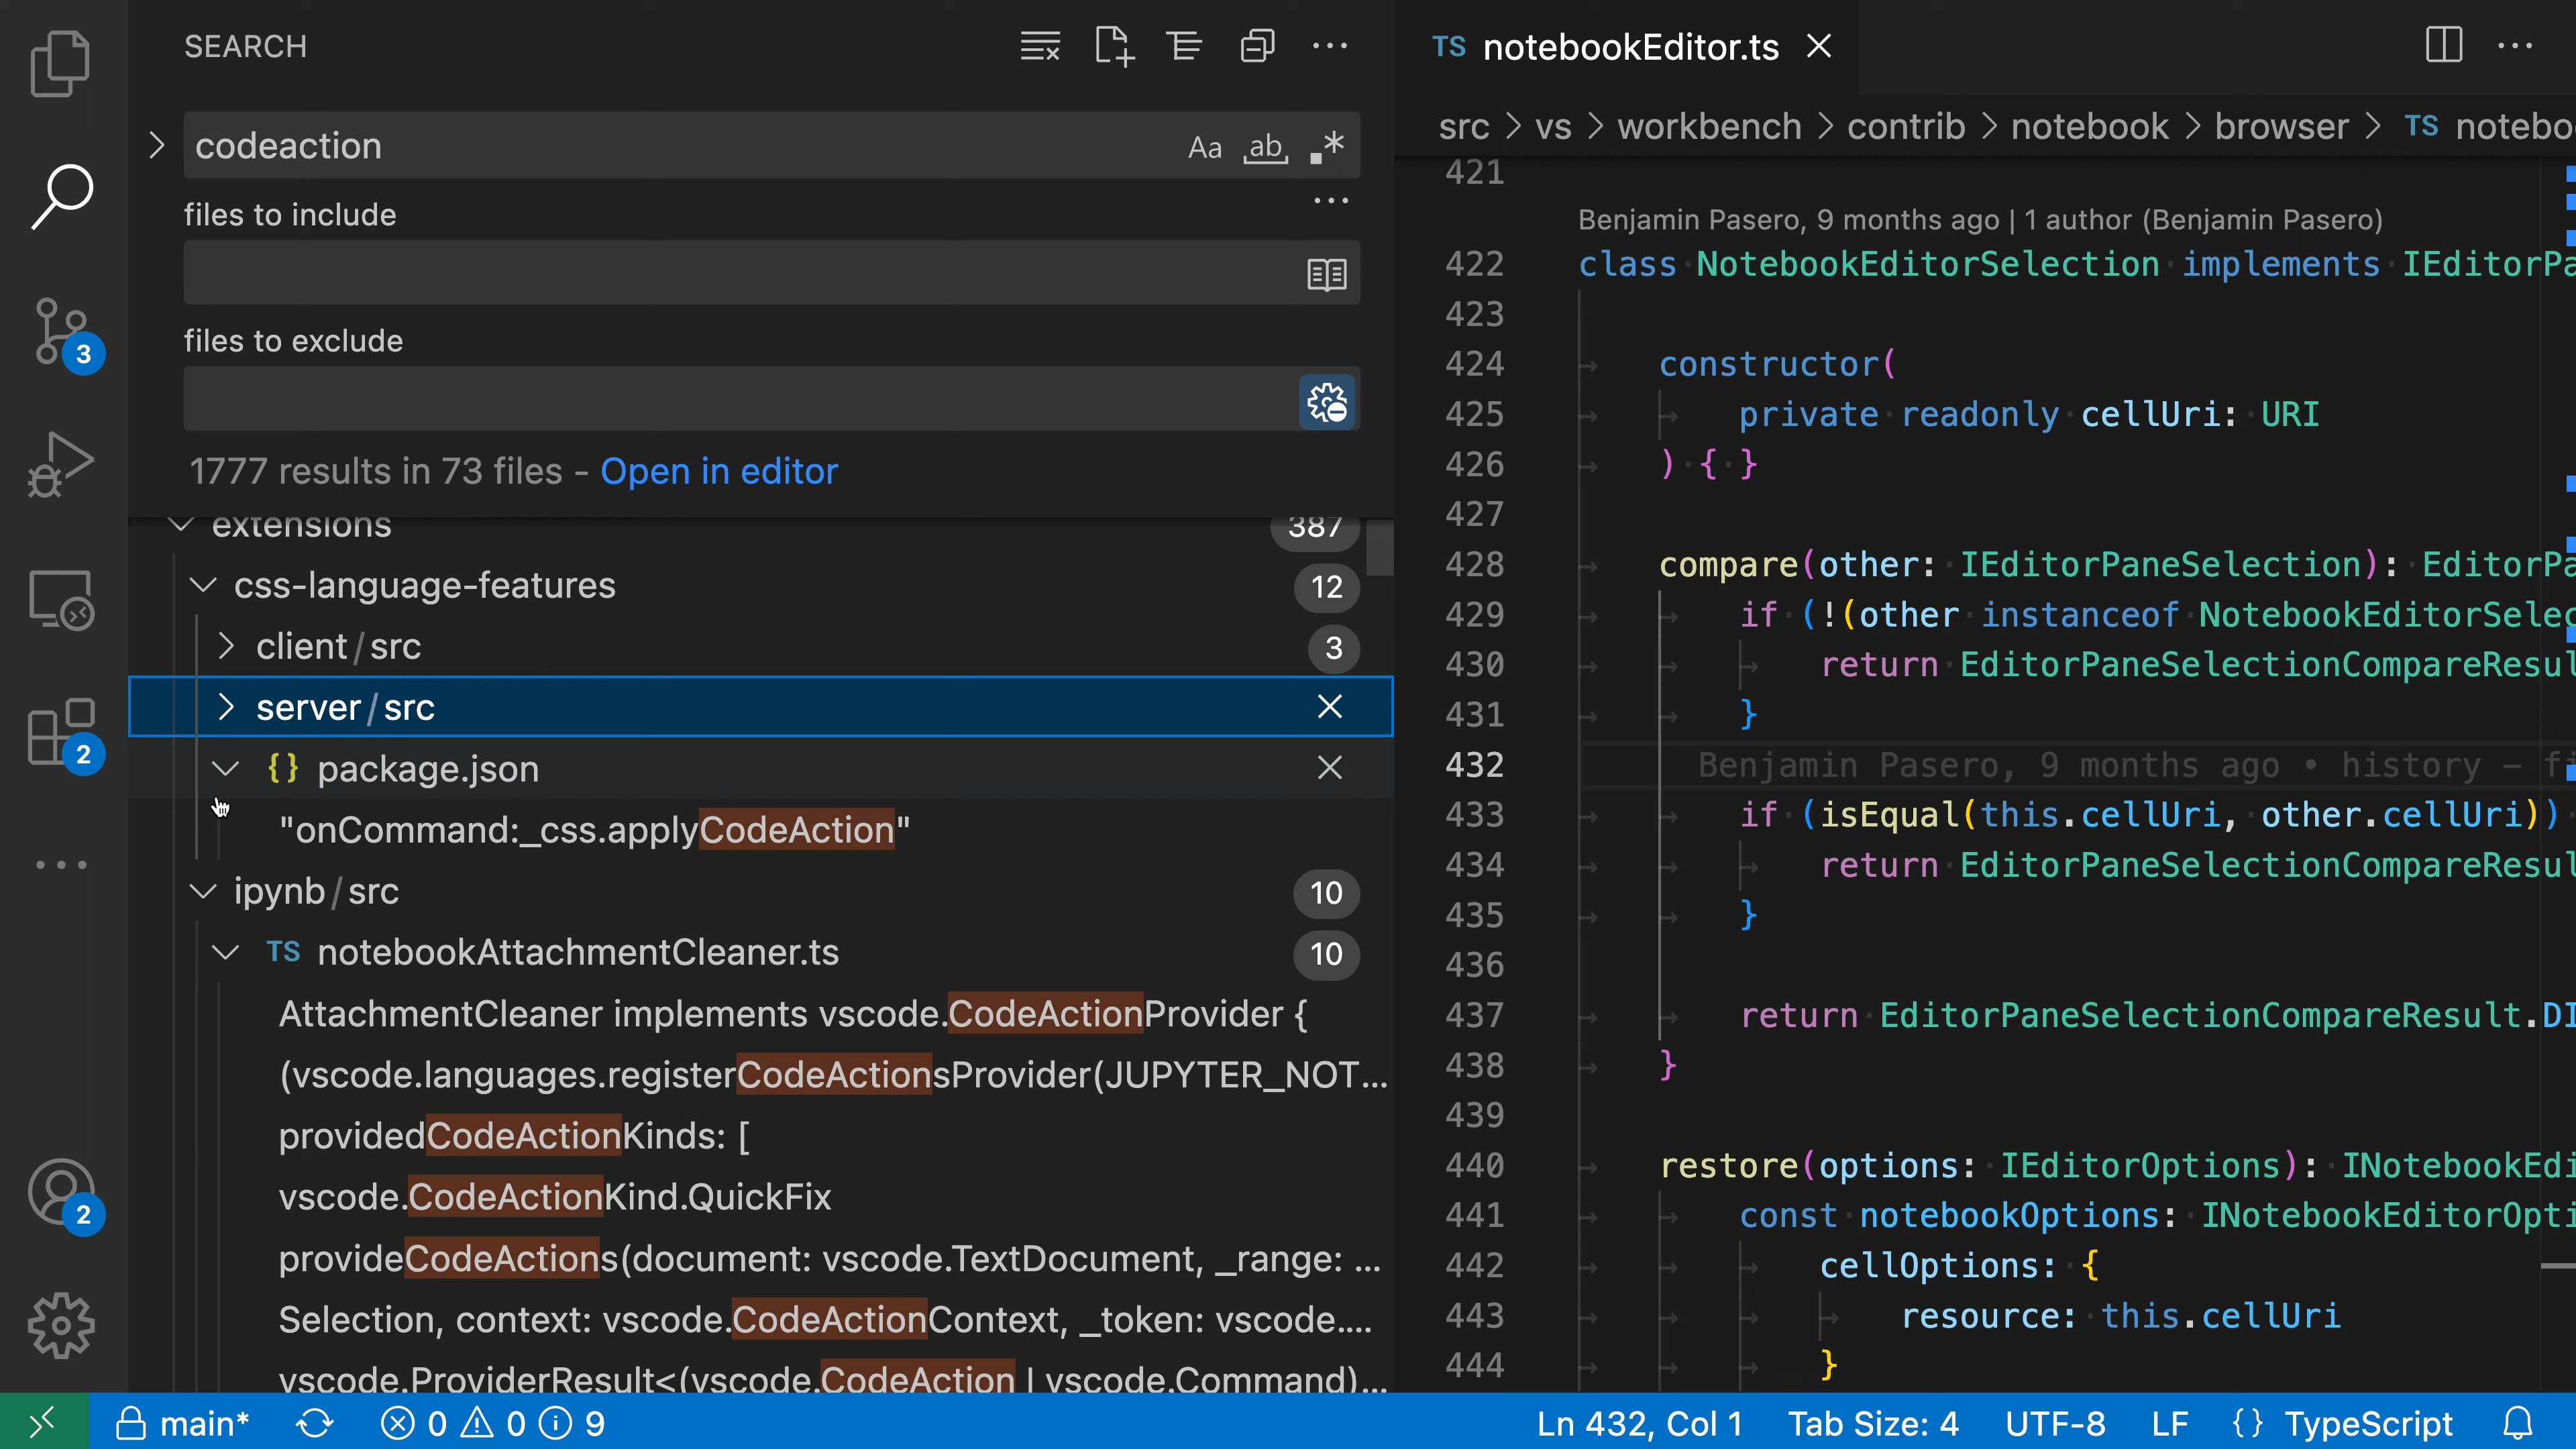 SEARCH
codeaction
Aa
ab
files to include
files to exclude
1777 results in 73 files - Open in editor
extensions 387
css-language-features 12
client/src 3
server/src
{} package.json
"onCommand:_css.applyCodeAction"
ipynb/src 10
TS notebookAttachmentCleaner.ts 10
AttachmentCleaner implements vscode.CodeActionProvider {
(vscode.languages.registerCodeActionsProvider(JUPYTER_NOT...
providedCodeActionKinds: [
vscode.CodeActionKind.QuickFix
provideCodeActions(document: vscode.TextDocument, _range: ...
Selection, context: vscode.CodeActionContext, _token: vscode....
vscode.ProviderResult<(vscode.CodeAction | vscode.Command)...
3
2
2
TS notebookEditor.ts
src > vs > workbench > contrib > notebook > browser > TS notebo
421
Benjamin Pasero, 9 months ago | 1 author (Benjamin Pasero)
422 class NotebookEditorSelection implements IEditorPa
423
424 constructor(
425 private readonly cellUri: URI
426 ) { }
427
428 compare(other: IEditorPaneSelection): EditorPa
429 if (!(other instanceof NotebookEditorSelec
430 return EditorPaneSelectionCompareResul
431 }
432 Benjamin Pasero, 9 months ago • history – fi
433 if (isEqual(this.cellUri, other.cellUri))
434 return EditorPaneSelectionCompareResul
435 }
436
437 return EditorPaneSelectionCompareResult.DI
438 }
439
440 restore(options: IEditorOptions): INotebookEdi
441 const notebookOptions: INotebookEditorOpti
442 cellOptions: {
443 resource: this.cellUri
444 }
main* 0 0 9 Ln 432, Col 1 Tab Size: 4 UTF-8 LF {} TypeScript